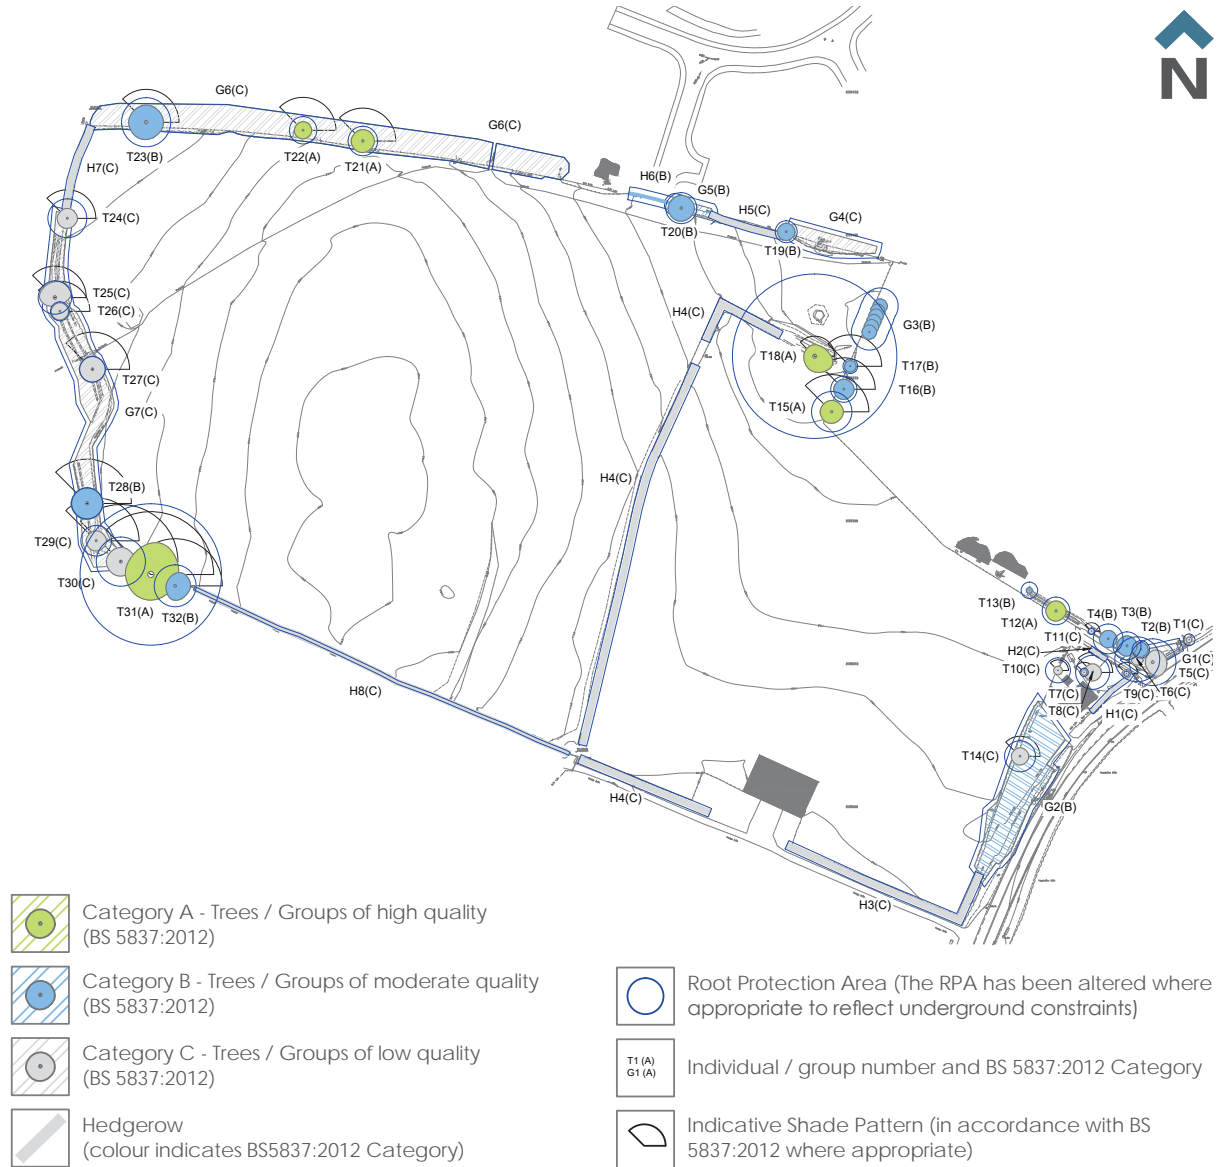 N
G6(C)
G6(C)
T23(B)
T22(A)
T21(A)
H7(C)
H6(B)
G5(B)
H5(C)
G4(C)
T20(B)
T19(B)
T24(C)
T25(C)
T26(C)
H4(C)
G3(B)
T18(A)
T17(B)
T27(C)
T16(B)
T15(A)
G7(C)
H4(C)
T28(B)
T29(C)
T30(C)
T31(A)
T32(B)
T13(B)
T12(A)
T4(B)
T3(B)
T2(B)
T1(C)
T11(C)
H2(C)
G1(C)
T10(C)
T5(C)
T7(C)
T9(C)
T6(C)
T8(C)
H1(C)
H8(C)
T14(C)
H4(C)
G2(B)
H3(C)
Category A - Trees / Groups of high quality
(BS 5837:2012)
Category B - Trees / Groups of moderate quality
(BS 5837:2012)
Category C - Trees / Groups of low quality
(BS 5837:2012)
Hedgerow
(colour indicates BS5837:2012 Category)
Root Protection Area (The RPA has been altered where
appropriate to reflect underground constraints)
T1 (A)
G1 (A)
Individual / group number and BS 5837:2012 Category
Indicative Shade Pattern (in accordance with BS
5837:2012 where appropriate)